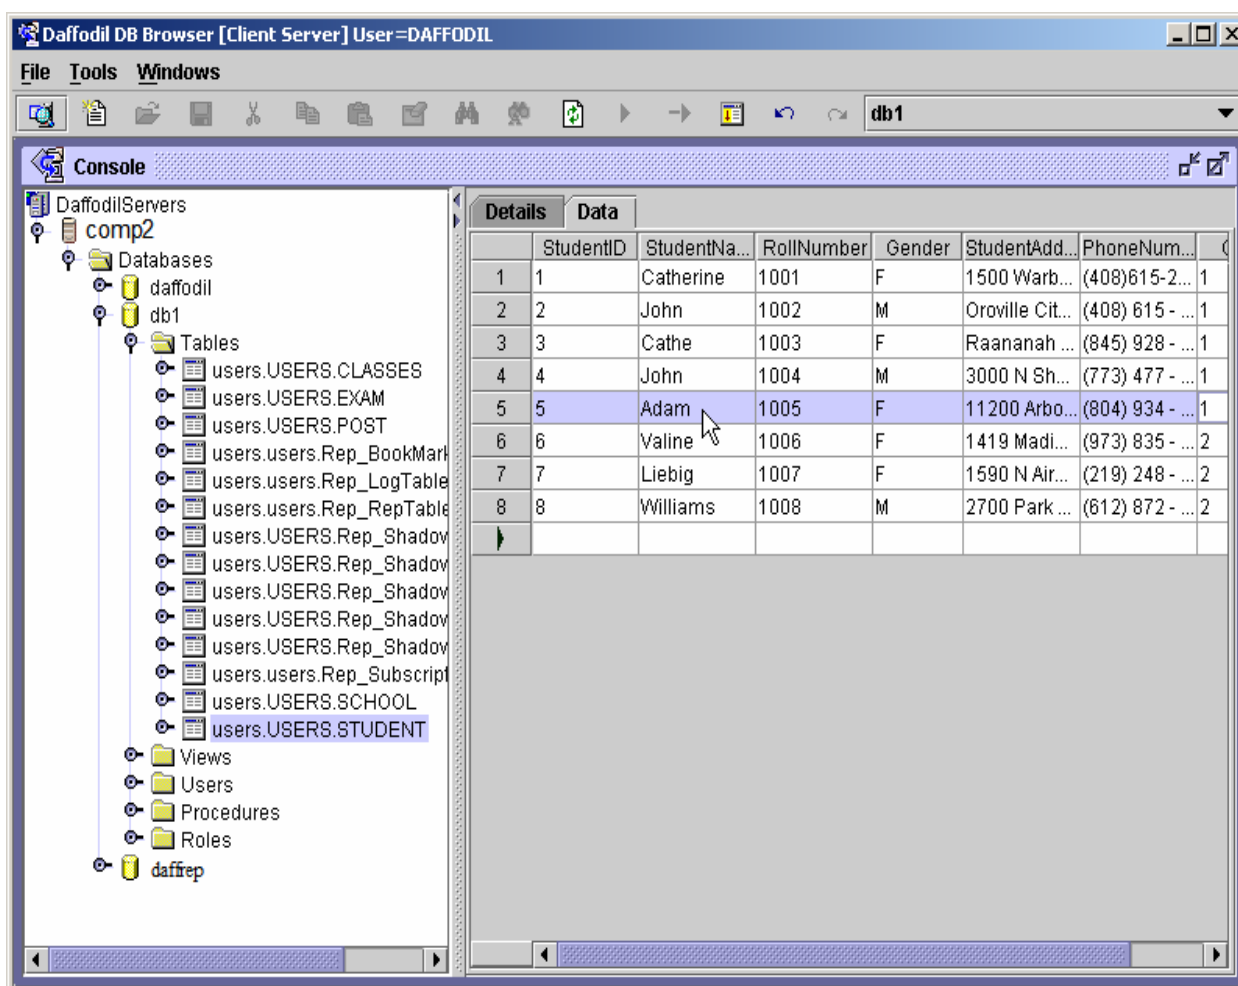 Daffodil DB Browser [Client Server] User=DAFFODIL
File Tools Windows
db1
Console
DaffodilServers
comp2
Databases
daffodil
db1
Tables
users.USERS.CLASSES
users.USERS.EXAM
users.USERS.POST
users.users.Rep_BookMark
users.users.Rep_LogTable
users.users.Rep_RepTable
users.USERS.Rep_Shadow
users.USERS.Rep_Shadow
users.USERS.Rep_Shadow
users.USERS.Rep_Shadow
users.USERS.Rep_Shadow
users.users.Rep_Subscript
users.USERS.SCHOOL
users.USERS.STUDENT
Views
Users
Procedures
Roles
daffrep
Details Data
StudentID StudentNa... RollNumber Gender StudentAdd... PhoneNum...
1 1 Catherine 1001 F 1500 Warb... (408)615-2... 1
2 2 John 1002 M Oroville Cit... (408) 615 - ... 1
3 3 Cathe 1003 F Raananah ... (845) 928 - ... 1
4 4 John 1004 M 3000 N Sh... (773) 477 - ... 1
5 5 Adam 1005 F 11200 Arbo... (804) 934 - ... 1
6 6 Valine 1006 F 1419 Madi... (973) 835 - ... 2
7 7 Liebig 1007 F 1590 N Air... (219) 248 - ... 2
8 8 Williams 1008 M 2700 Park ... (612) 872 - ... 2